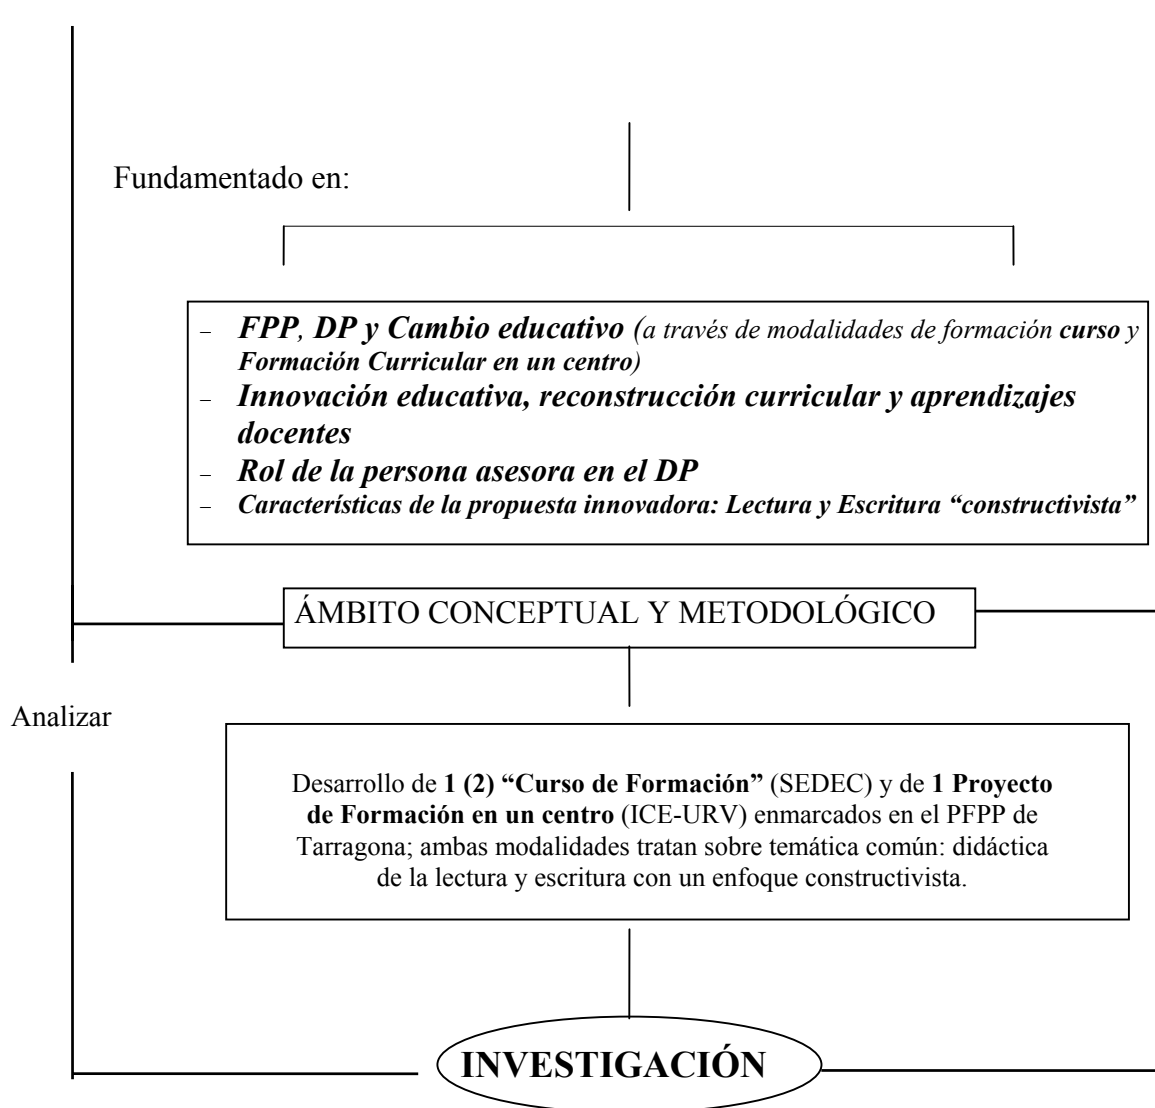 Fundamentado en:
– FPP, DP y Cambio educativo (a través de modalidades de formación curso y
Formación Curricular en un centro)
– Innovación educativa, reconstrucción curricular y aprendizajes
docentes
– Rol de la persona asesora en el DP
– Característícas de la propuesta innovadora: Lectura y Escritura “constructivista”
ÁMBITO CONCEPTUAL Y METODOLÓGICO
Analizar
Desarrollo de 1 (2) “Curso de Formación” (SEDEC) y de 1 Proyecto
de Formación en un centro (ICE-URV) enmarcados en el PFPP de
Tarragona; ambas modalidades tratan sobre temática común: didáctica
de la lectura y escritura con un enfoque constructivista.
INVESTIGACIÓN